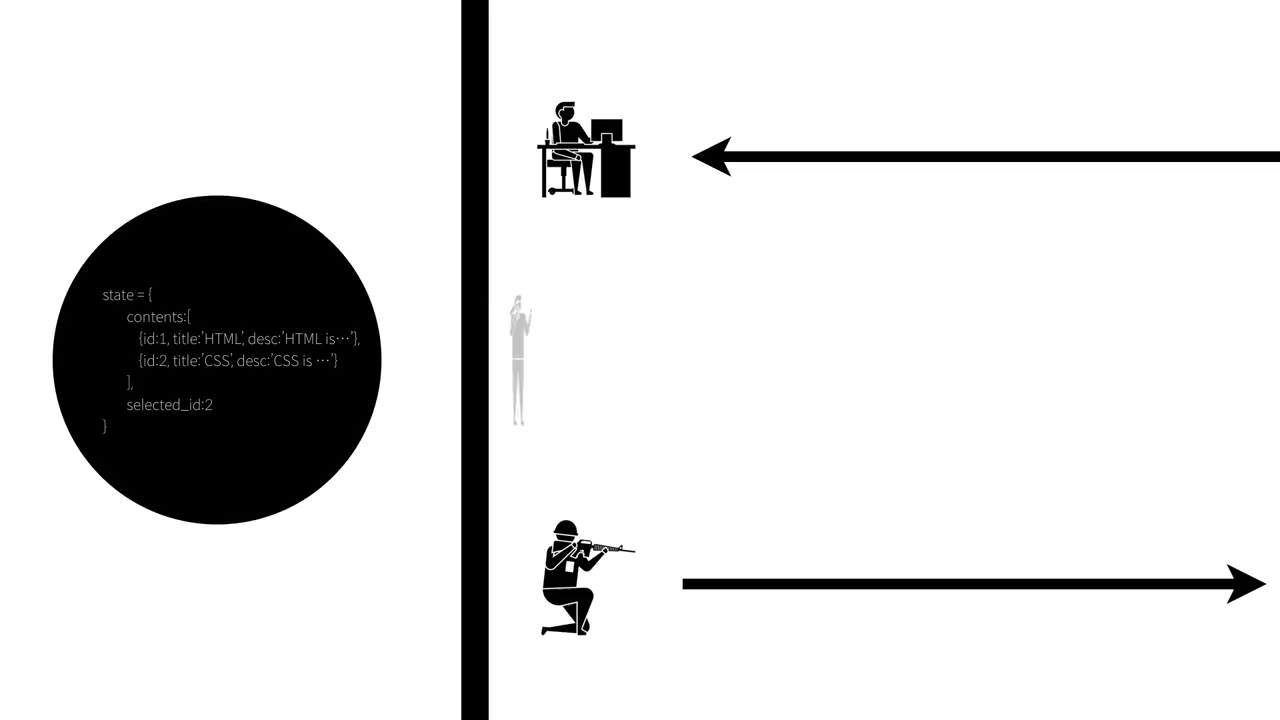 state = {
contents:[
{id:1, title:’HTML’, desc:’HTML is⋯’},
{id:2, title:’CSS’, desc:’CSS is ⋯’}
],
selected_id:2
}